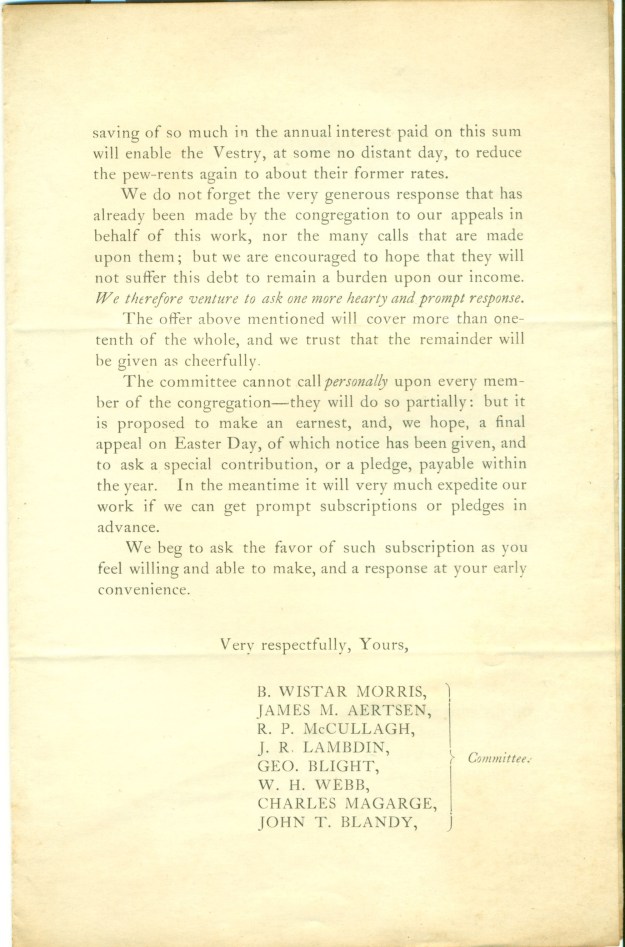 saving of so much in the annual interest paid on this sum
will enable the Vestry, at some no distant day, to reduce
the pew-rents again to about their former rates.
We do not forget the very generous response that has
already been made by the congregation to our appeals in
behalf of this work, nor the many calls that are made
upon them; but we are encouraged to hope that they will
not suffer this debt to remain a burden upon our income.
We therefore venture to ask one more hearty and prompt response.
The offer above mentioned will cover more than one-
tenth of the whole, and we trust that the remainder will
be given as cheerfully.
The committee cannot call personally upon every mem-
ber of the congregation—they will do so partially: but it
is proposed to make an earnest, and, we hope, a final
appeal on Easter Day, of which notice has been given, and
to ask a special contribution, or a pledge, payable within
the year. In the meantime it will very much expedite our
work if we can get prompt subscriptions or pledges in
advance.
We beg to ask the favor of such subscription as you
feel willing and able to make, and a response at your early
convenience.
Very respectfully, Yours,
B. WISTAR MORRIS,
JAMES M. AERTSEN,
R. P. McCULLAGH,
J. R. LAMBDIN,
GEO. BLIGHT,
W. H. WEBB,
CHARLES MAGARGE,
JOHN T. BLANDY,
Committee.